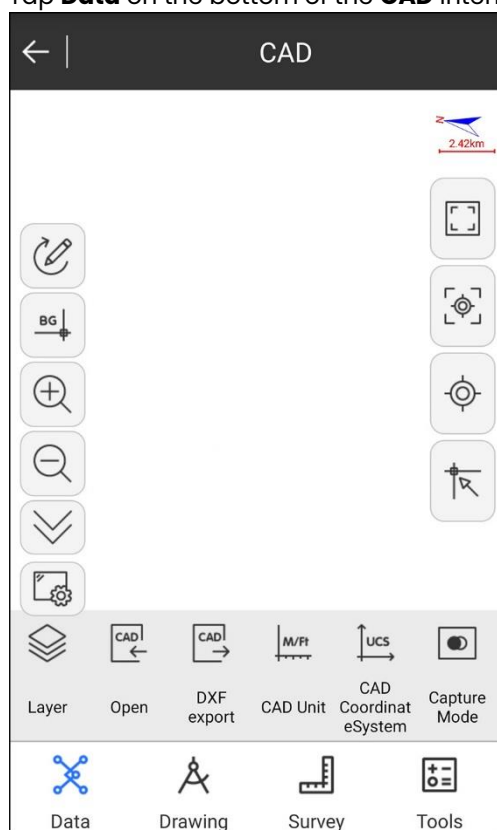 Tap Data on the bottom of the CAD inter
CAD
N
2.42km
BG
CAD
CAD
M/Ft
UCS
Layer
Open
DXF
export
CAD Unit
CAD
Coordinat
eSystem
Capture
Mode
Data
Drawing
Survey
Tools